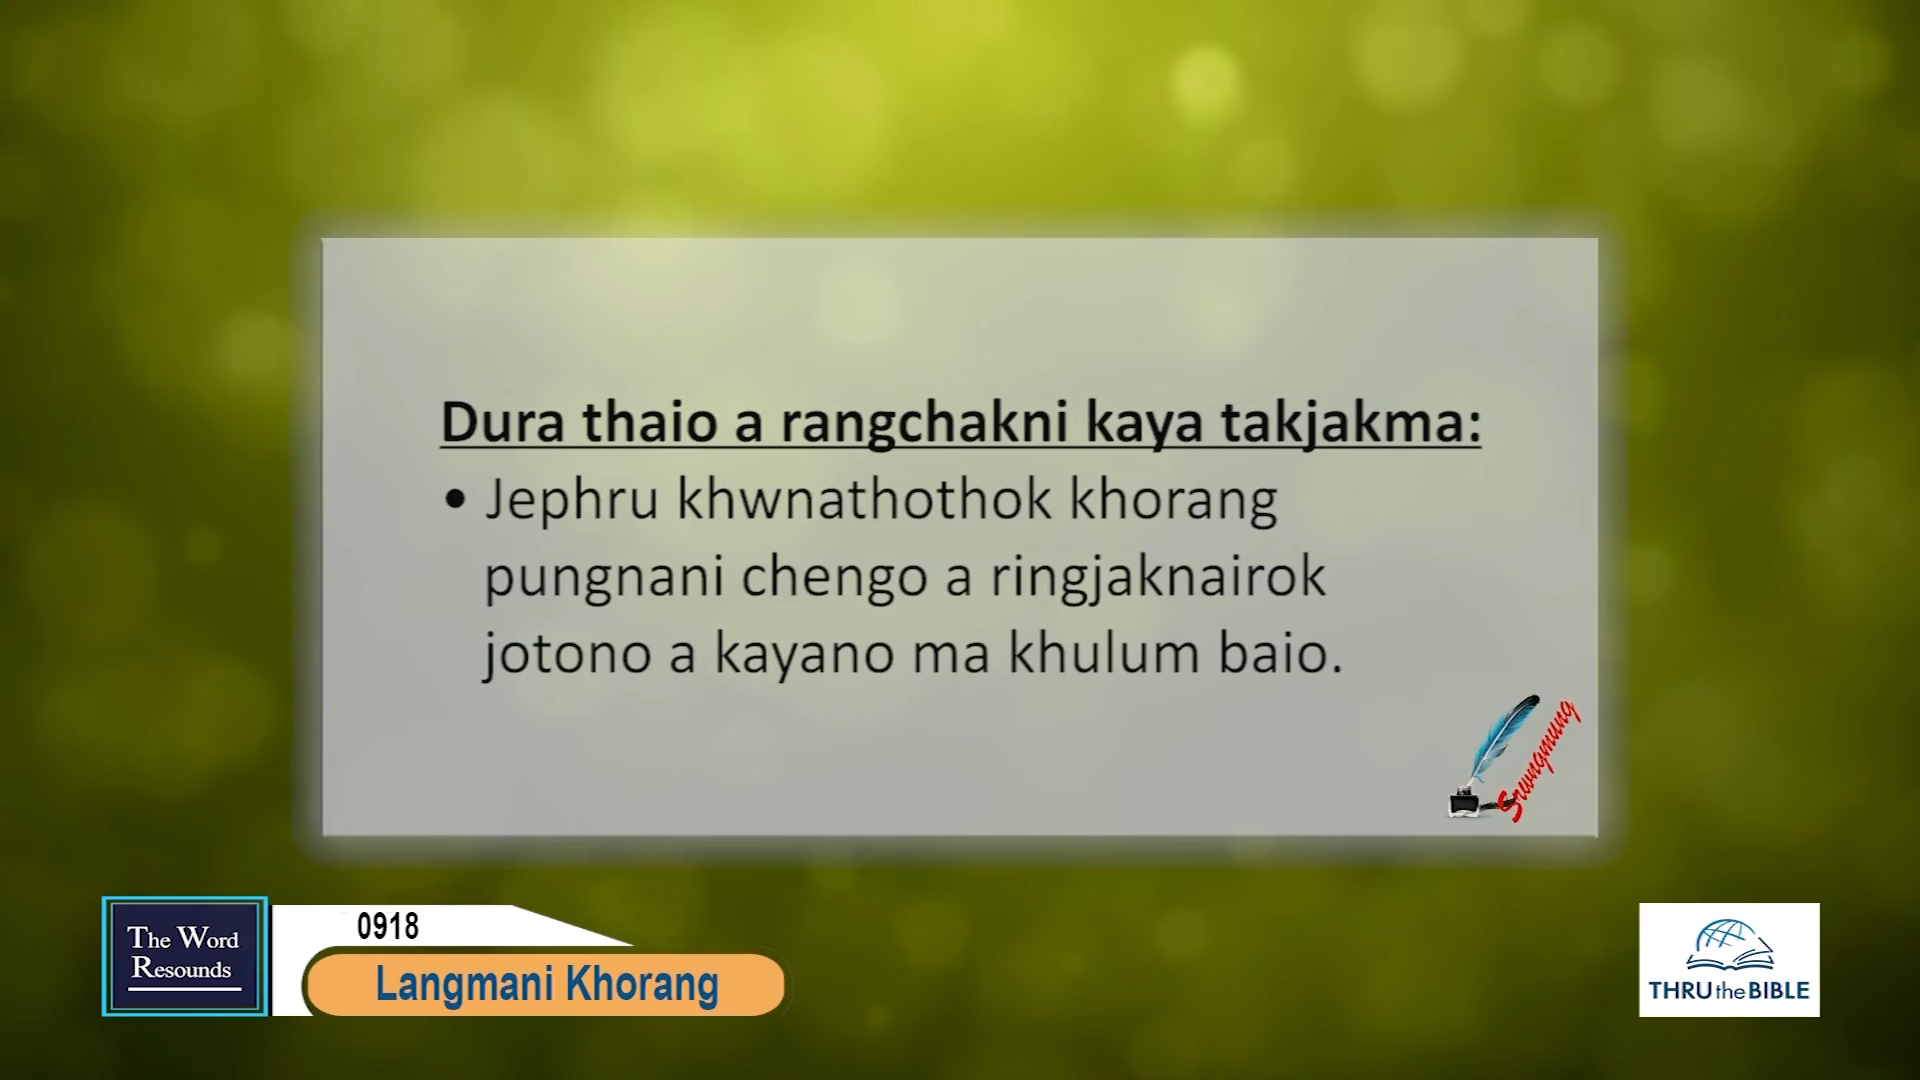 Dura thaio a rangchakni kaya takjakma:
• Jephru khwnathothok khorang
pungnani chengo a ringjaknairok
jotono a kayano ma khulum baio.
Srwngmung
The Word
Resounds
0918
Langmani Khorang
THRU the BIBLE